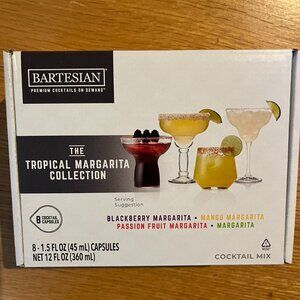 BARTESIAN
PREMIUM COCKTAILS ON DEMAND
THE
TROPICAL MARGARITA
COLLECTION
Serving
Suggestion
8 COCKTAIL
CAPSULES
BLACKBERRY MARGARITA • MANGO MARGARITA
PASSION FRUIT MARGARITA • MARGARITA
8 - 1.5 FL OZ (45 mL) CAPSULES
NET 12 FL OZ (360 mL)
COCKTAIL MIX